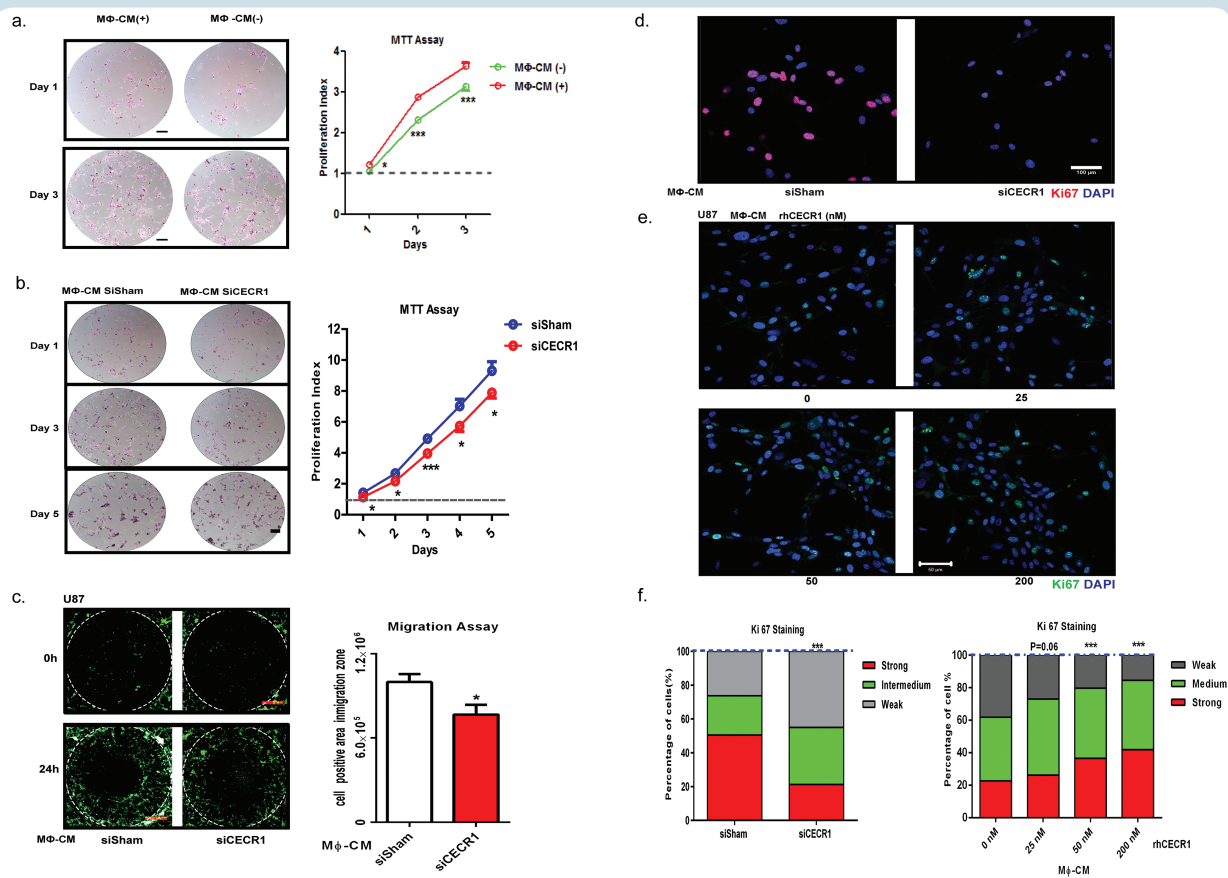 a.
MΦ-CM(+) MΦ -CM(-)
Day 1
Day 3
MTT Assay
Proliferation Index
5
4
3
2
1
0
1 2 3
Days
* *** ***
MΦ-CM (-)
MΦ-CM (+)
b.
MΦ-CM SiSham MΦ-CM SiCECR1
Day 1
Day 3
Day 5
MTT Assay
Proliferation Index
12
10
8
6
4
2
0
1 2 3 4 5
Days
* * *** * *
siSham
siCECR1
c.
U87
0h
24h
MΦ-CM siSham siCECR1
Migration Assay
cell positive area inmigration zone
1.2×10⁶
6.0×10⁵
0
*
Mϕ-CM siSham siCECR1
d.
100 µm
MΦ-CM siSham siCECR1 Ki67 DAPI
e.
U87 MΦ-CM rhCECR1 (nM)
0 25
50 µm
50 200
Ki67 DAPI
f.
Ki 67 Staining
Percentage of cells(%)
100
80
60
40
20
0
***
siSham siCECR1
Strong
Intermedium
Weak
Ki 67 Staining
Percentage of cell %
100
80
60
40
20
0
P=0.06 *** ***
0 nM 25 nM 50 nM 200 nM rhCECR1
Mϕ-CM
Weak
Medium
Strong